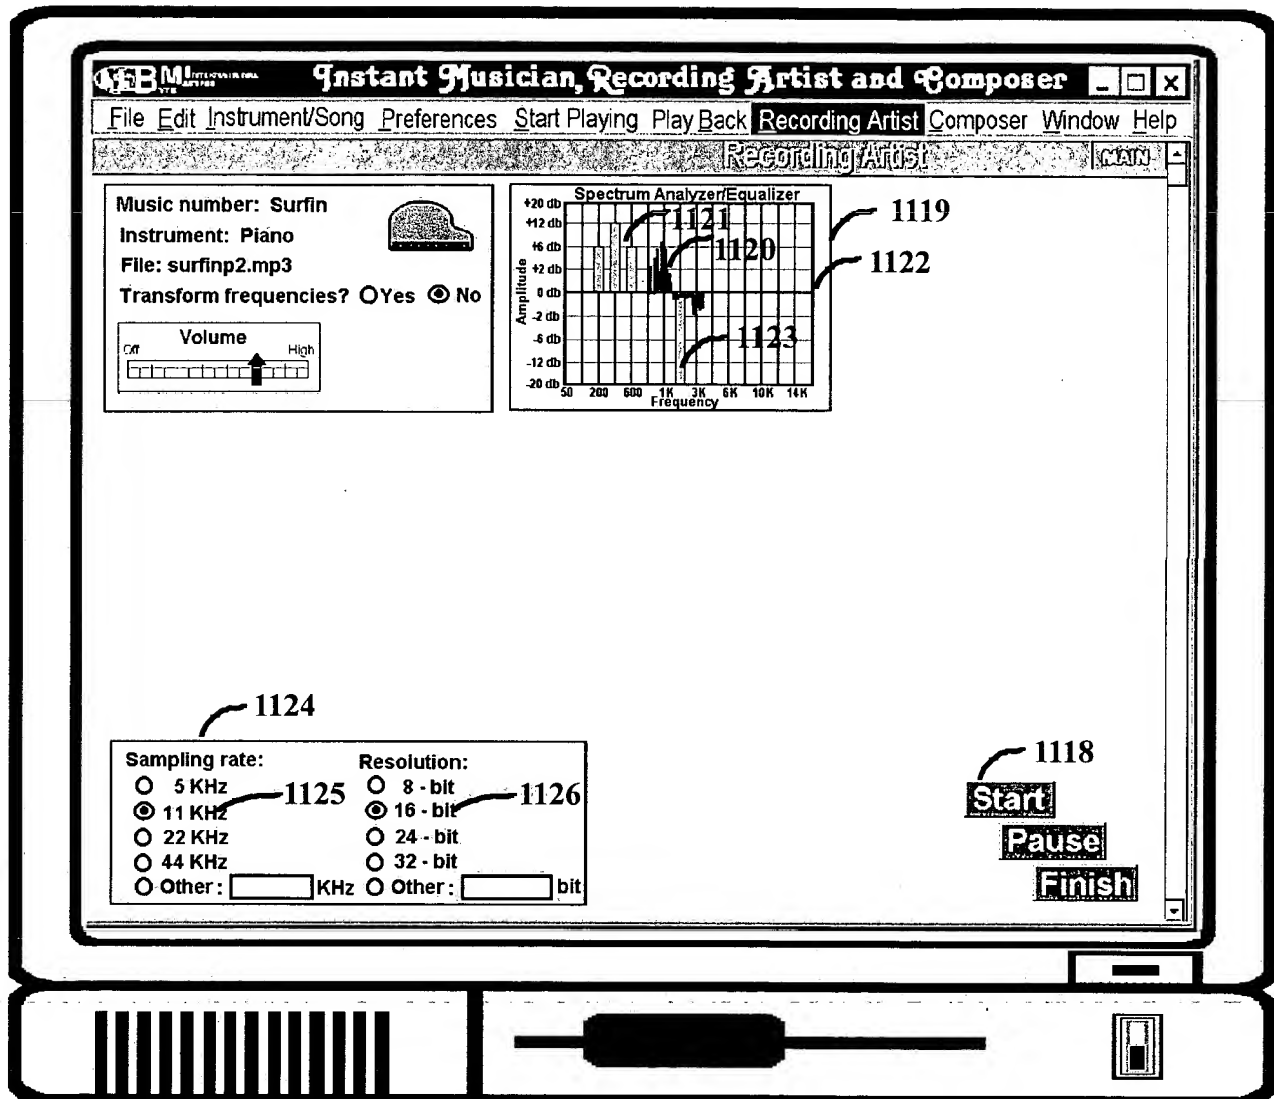 Instant Musician, Recording Artist and Composer
File Edit Instrument/Song Preferences Start Playing Play Back Recording Artist Composer Window Help
Recording Artist MAIN
Music number: Surfin
Instrument: Piano
File: surfinp2.mp3
Transform frequencies? Yes No
Volume
Off High
Spectrum Analyzer/Equalizer
+20 db
+12 db
+6 db
+2 db
0 db
-2 db
-6 db
-12 db
-20 db
Amplitude
50 200 600 1K 3K 6K 10K 14K
Frequency
1121
1120
1119
1122
1123
1124
Sampling rate: Resolution:
5 KHz 8 - bit
11 KHz 1125 16 - bit 1126
22 KHz 24 - bit
44 KHz 32 - bit
Other : KHz Other : bit
1118
Start
Pause
Finish